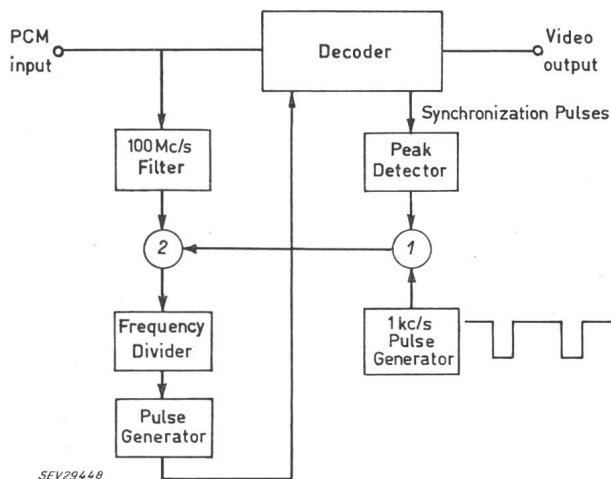 PCM
input
Decoder
Video
output
Synchronization Pulses
100 Mc/s
Filter
Peak
Detector
2
1
Frequency
Divider
1 kc/s
Pulse
Generator
Pulse
Generator
SEV29448